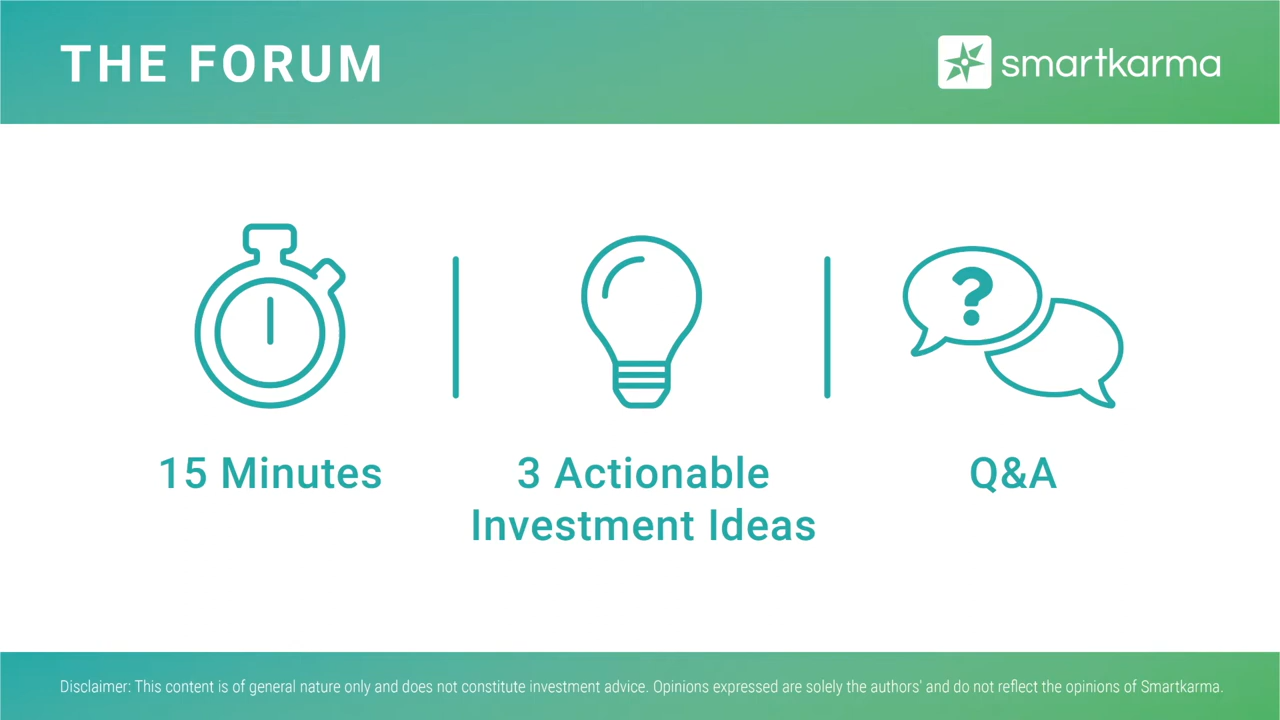 THE FORUM
smartkarma
?
15 Minutes
3 Actionable
Investment Ideas
Q&A
Disclaimer: This content is of general nature only and does not constitute investment advice. Opinions expressed are solely the authors' and do not reflect the opinions of Smartkarma.